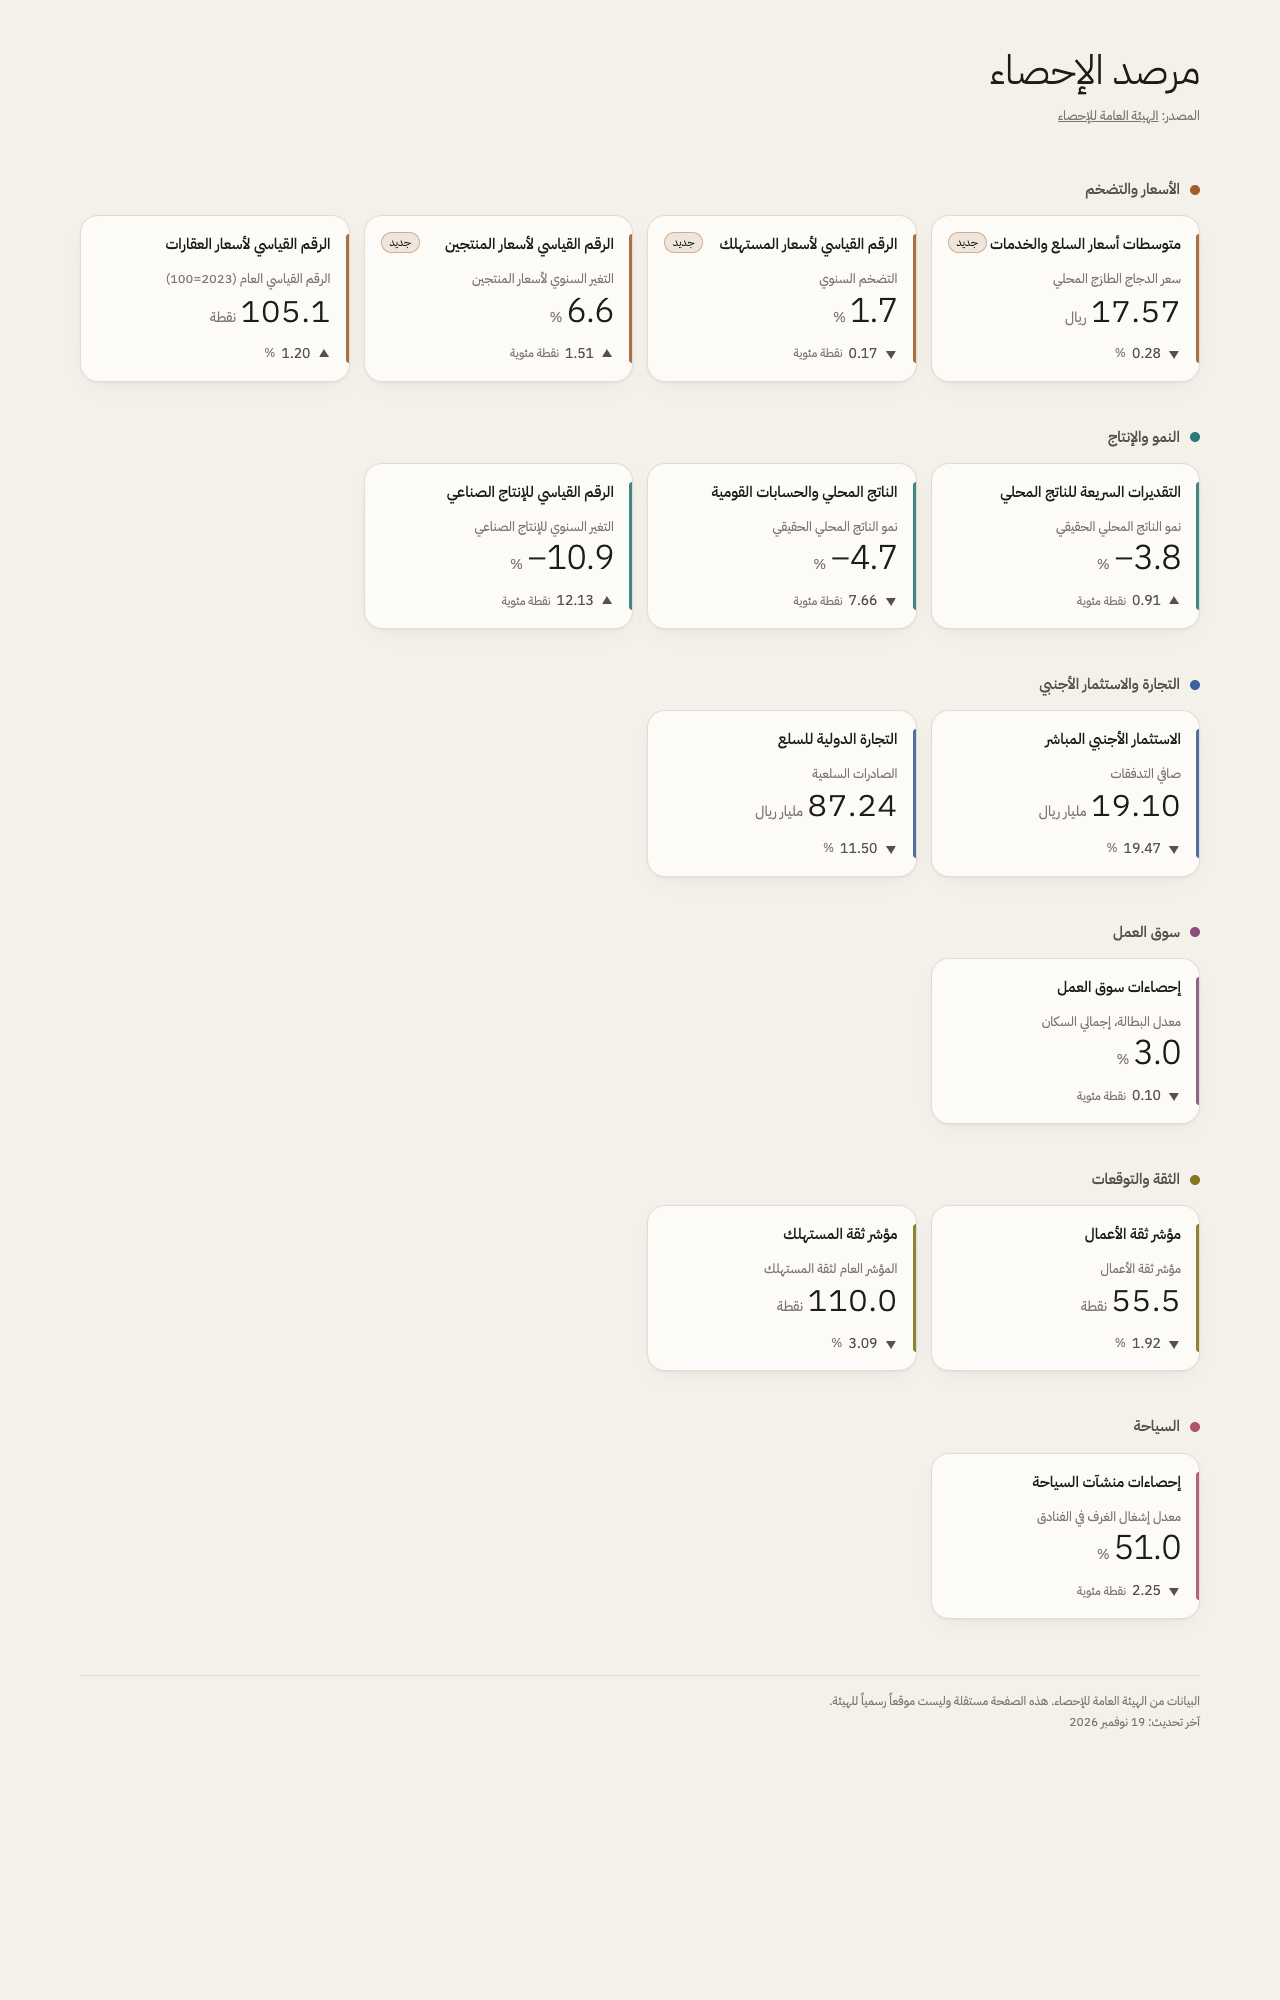 مرصد الإحصاء
المصدر: الهيئة العامة للإحصاء
الأسعار والتضخم
متوسطات أسعار السلع والخدمات
جديد
سعر الدجاج الطازج المحلي
17.57 ريال
▼ 0.28 %
الرقم القياسي لأسعار المستهلك
جديد
التضخم السنوي
1.7 %
▼ 0.17 نقطة مئوية
الرقم القياسي لأسعار المنتجين
جديد
التغير السنوي لأسعار المنتجين
6.6 %
▲ 1.51 نقطة مئوية
الرقم القياسي لأسعار العقارات
الرقم القياسي العام (2023=100)
105.1 نقطة
▲ 1.20 %
النمو والإنتاج
التقديرات السريعة للناتج المحلي
نمو الناتج المحلي الحقيقي
−3.8 %
▲ 0.91 نقطة مئوية
الناتج المحلي والحسابات القومية
نمو الناتج المحلي الحقيقي
−4.7 %
▼ 7.66 نقطة مئوية
الرقم القياسي للإنتاج الصناعي
التغير السنوي للإنتاج الصناعي
−10.9 %
▲ 12.13 نقطة مئوية
التجارة والاستثمار الأجنبي
الاستثمار الأجنبي المباشر
صافي التدفقات
19.10 مليار ريال
▼ 19.47 %
التجارة الدولية للسلع
الصادرات السلعية
87.24 مليار ريال
▼ 11.50 %
سوق العمل
إحصاءات سوق العمل
معدل البطالة، إجمالي السكان
3.0 %
▼ 0.10 نقطة مئوية
الثقة والتوقعات
مؤشر ثقة الأعمال
مؤشر ثقة الأعمال
55.5 نقطة
▼ 1.92 %
مؤشر ثقة المستهلك
المؤشر العام لثقة المستهلك
110.0 نقطة
▼ 3.09 %
السياحة
إحصاءات منشآت السياحة
معدل إشغال الغرف في الفنادق
51.0 %
▼ 2.25 نقطة مئوية
البيانات من الهيئة العامة للإحصاء. هذه الصفحة مستقلة وليست موقعاً رسمياً للهيئة.
آخر تحديث: 19 نوفمبر 2026